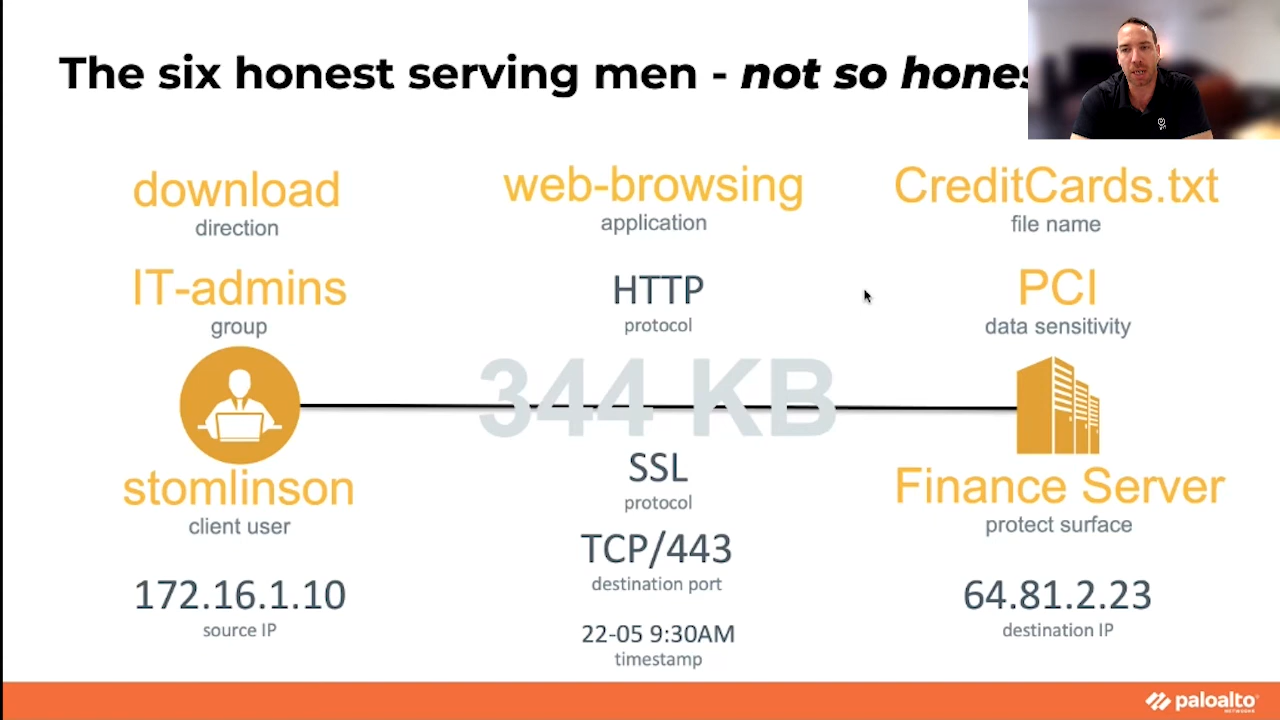 The six honest serving men - not so hones
download
direction
web-browsing
application
CreditCards.txt
file name
IT-admins
group
HTTP
protocol
PCI
data sensitivity
344 KB
stomlinson
client user
SSL
protocol
Finance Server
protect surface
TCP/443
destination port
172.16.1.10
source IP
64.81.2.23
destination IP
22-05 9:30AM
timestamp
paloalto
NETWORKS